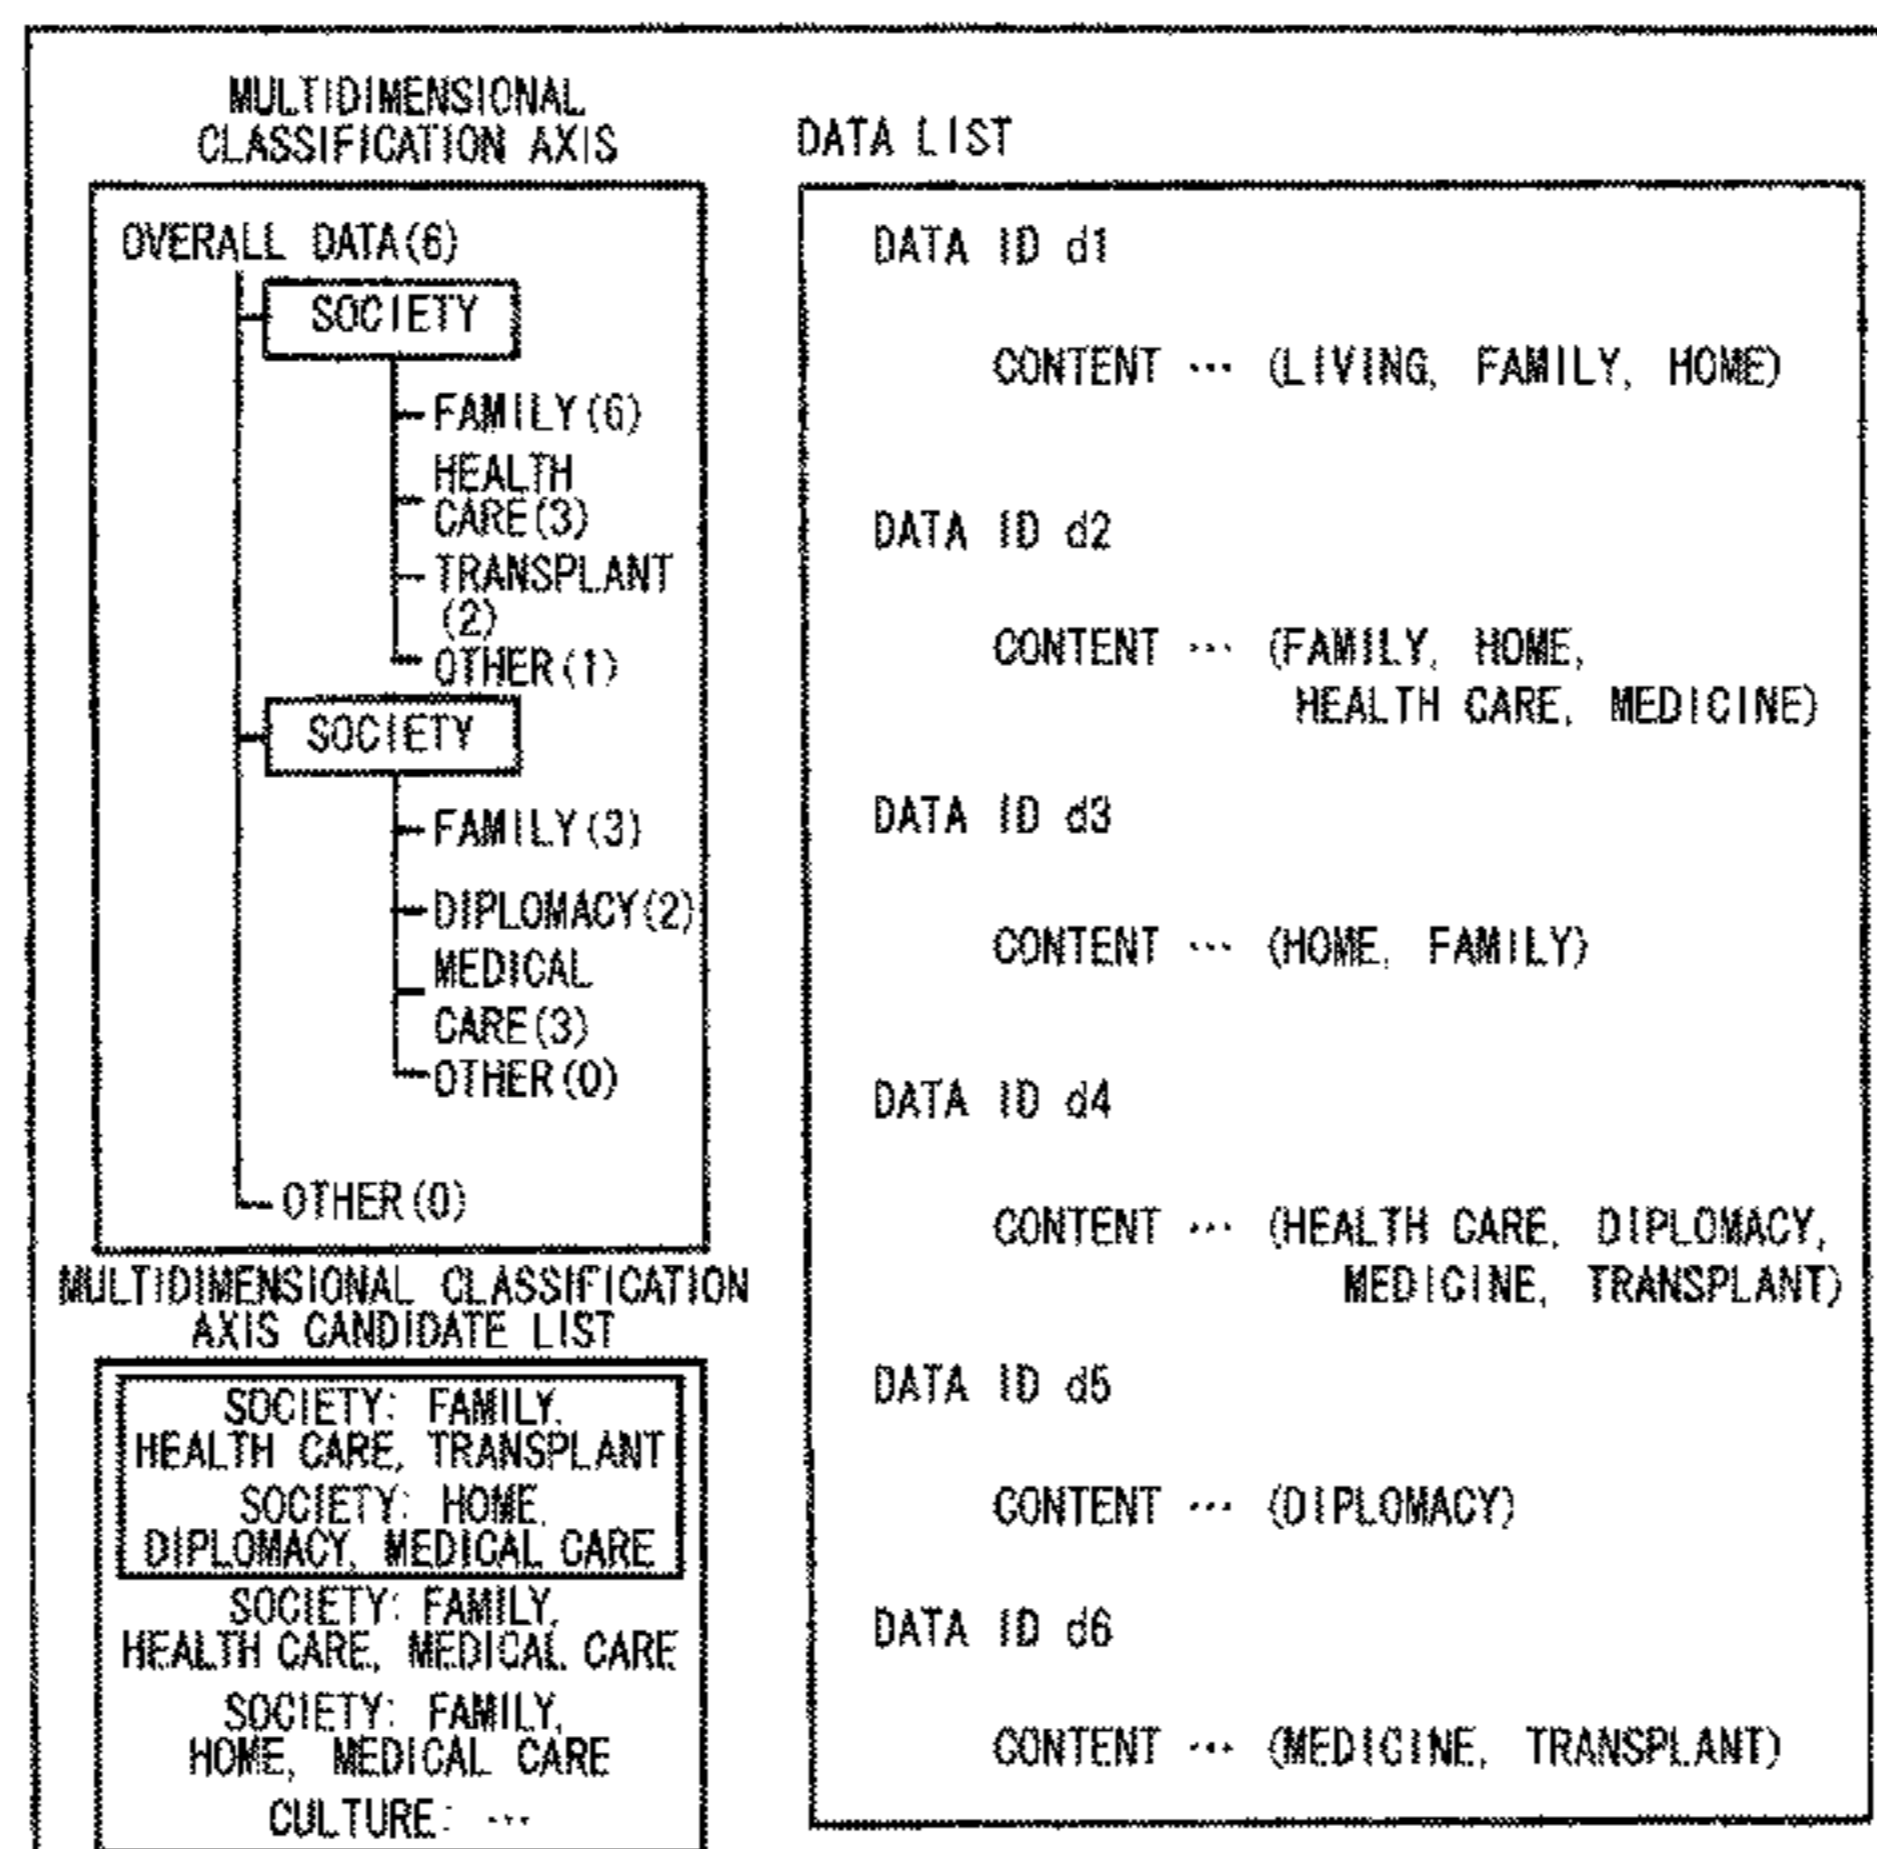 MULTIDIMENSIONAL
CLASSIFICATION AXIS
OVERALL DATA(6)
SOCIETY
FAMILY(6)
HEALTH
CARE(3)
TRANSPLANT
(2)
OTHER(1)
SOCIETY
FAMILY(3)
DIPLOMACY(2)
MEDICAL
CARE(3)
OTHER(0)
OTHER(0)
MULTIDIMENSIONAL CLASSIFICATION
AXIS CANDIDATE LIST
SOCIETY: FAMILY,
HEALTH CARE, TRANSPLANT
SOCIETY: HOME,
DIPLOMACY, MEDICAL CARE
SOCIETY: FAMILY,
HEALTH CARE, MEDICAL CARE
SOCIETY: FAMILY,
HOME, MEDICAL CARE
CULTURE: ...
DATA LIST
DATA ID d1
CONTENT ... (LIVING, FAMILY, HOME)
DATA ID d2
CONTENT ... (FAMILY, HOME,
HEALTH CARE, MEDICINE)
DATA ID d3
CONTENT ... (HOME, FAMILY)
DATA ID d4
CONTENT ... (HEALTH CARE, DIPLOMACY,
MEDICINE, TRANSPLANT)
DATA ID d5
CONTENT ... (DIPLOMACY)
DATA ID d6
CONTENT ... (MEDICINE, TRANSPLANT)